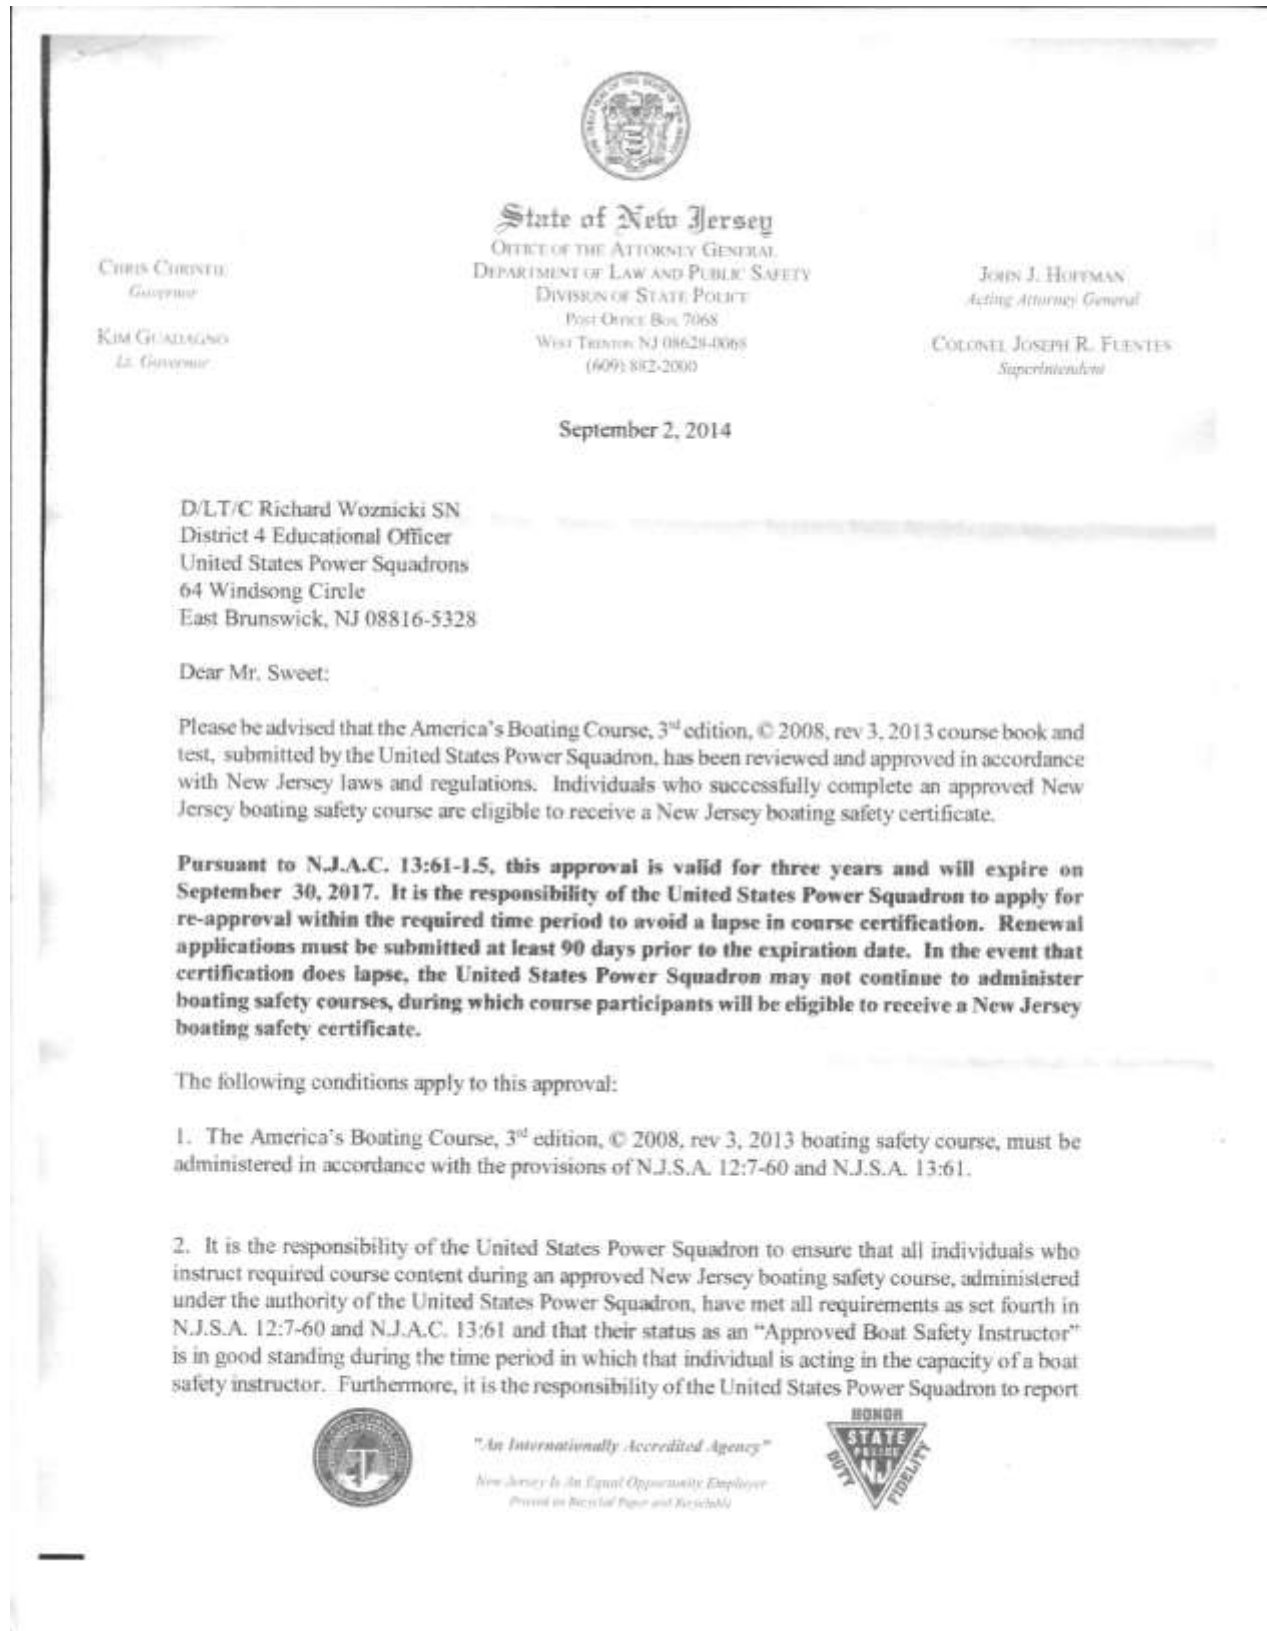 State of New Jersey
OFFICE OF THE ATTORNEY GENERAL
DEPARTMENT OF LAW AND PUBLIC SAFETY
DIVISION OF STATE POLICE
POST OFFICE BOX 7068
WEST TRENTON NJ 08628-0068
(609) 882-2000
CHRIS CHRISTIE
Governor
KIM GUADAGNO
Lt. Governor
JOHN J. HOFFMAN
Acting Attorney General
COLONEL JOSEPH R. FUENTES
Superintendent
September 2, 2014
D/LT/C Richard Woznicki SN
District 4 Educational Officer
United States Power Squadrons
64 Windsong Circle
East Brunswick, NJ 08816-5328
Dear Mr. Sweet:
Please be advised that the America's Boating Course, 3rd edition, © 2008, rev 3, 2013 course book and
test, submitted by the United States Power Squadron, has been reviewed and approved in accordance
with New Jersey laws and regulations. Individuals who successfully complete an approved New
Jersey boating safety course are eligible to receive a New Jersey boating safety certificate.
Pursuant to N.J.A.C. 13:61-1.5, this approval is valid for three years and will expire on
September 30, 2017. It is the responsibility of the United States Power Squadron to apply for
re-approval within the required time period to avoid a lapse in course certification. Renewal
applications must be submitted at least 90 days prior to the expiration date. In the event that
certification does lapse, the United States Power Squadron may not continue to administer
boating safety courses, during which course participants will be eligible to receive a New Jersey
boating safety certificate.
The following conditions apply to this approval:
1. The America's Boating Course, 3rd edition, © 2008, rev 3, 2013 boating safety course, must be
administered in accordance with the provisions of N.J.S.A. 12:7-60 and N.J.S.A. 13:61.
2. It is the responsibility of the United States Power Squadron to ensure that all individuals who
instruct required course content during an approved New Jersey boating safety course, administered
under the authority of the United States Power Squadron, have met all requirements as set fourth in
N.J.S.A. 12:7-60 and N.J.A.C. 13:61 and that their status as an “Approved Boat Safety Instructor”
is in good standing during the time period in which that individual is acting in the capacity of a boat
safety instructor. Furthermore, it is the responsibility of the United States Power Squadron to report
"An Internationally Accredited Agency"
New Jersey Is An Equal Opportunity Employer
Printed on Recycled Paper and Recyclable
HONOR
STATE
POLICE
NJ
DUTY
FIDELITY